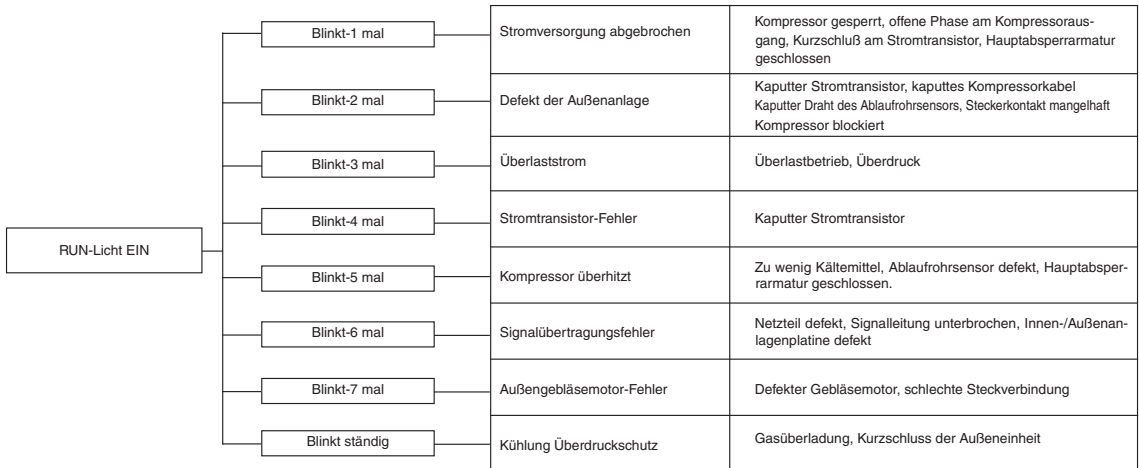 RUN-Licht EIN
Blinkt-1 mal
Stromversorgung abgebrochen
Kompressor gesperrt, offene Phase am Kompressoraus-
gang, Kurzschluß am Stromtransistor, Hauptabsperrarmatur
geschlossen
Blinkt-2 mal
Defekt der Außenanlage
Kaputter Stromtransistor, kaputtes Kompressorkabel
Kaputter Draht des Ablaufrohrsensors, Steckerkontakt mangelhaft
Kompressor blockiert
Blinkt-3 mal
Überlaststrom
Überlastbetrieb, Überdruck
Blinkt-4 mal
Stromtransistor-Fehler
Kaputter Stromtransistor
Blinkt-5 mal
Kompressor überhitzt
Zu wenig Kältemittel, Ablaufrohrsensor defekt, Hauptabsper-
rarmatur geschlossen.
Blinkt-6 mal
Signalübertragungsfehler
Netzteil defekt, Signalleitung unterbrochen, Innen-/Außenan-
lagenplatine defekt
Blinkt-7 mal
Außengebläsemotor-Fehler
Defekter Gebläsemotor, schlechte Steckverbindung
Blinkt ständig
Kühlung Überdruckschutz
Gasüberladung, Kurzschluss der Außeneinheit